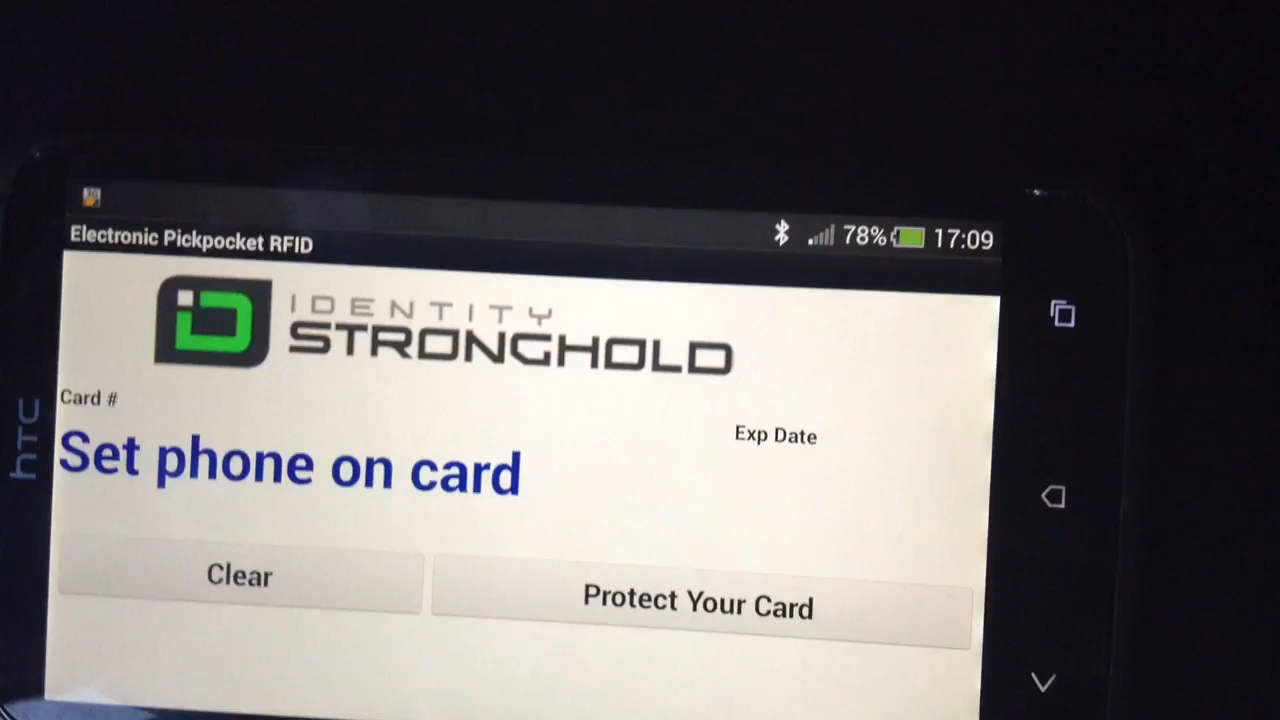 78% 17:09
Electronic Pickpocket RFID
IDENTITY
STRONGHOLD
Card #
Exp Date
Set phone on card
Clear
Protect Your Card
hTC